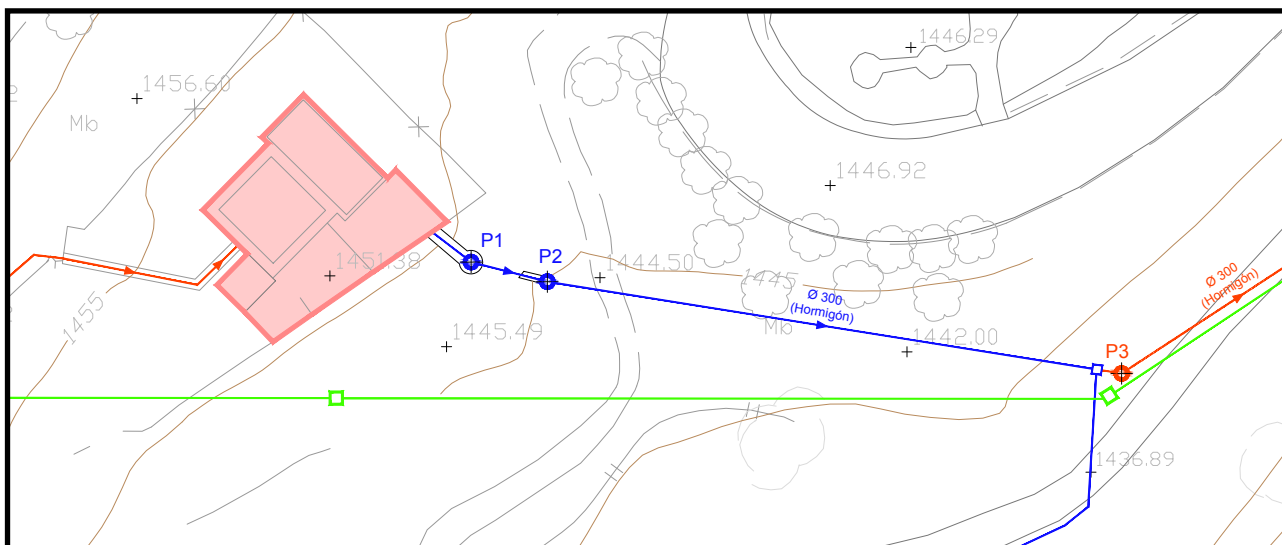 1446.29
1456.60
Mb
1446.92
P1
P2
1451.38
1444.50
1445
Ø 300
(Hormigón)
Ø 300
(Hormigón)
1455
1445.49
Mb
1442.00
P3
1436.89